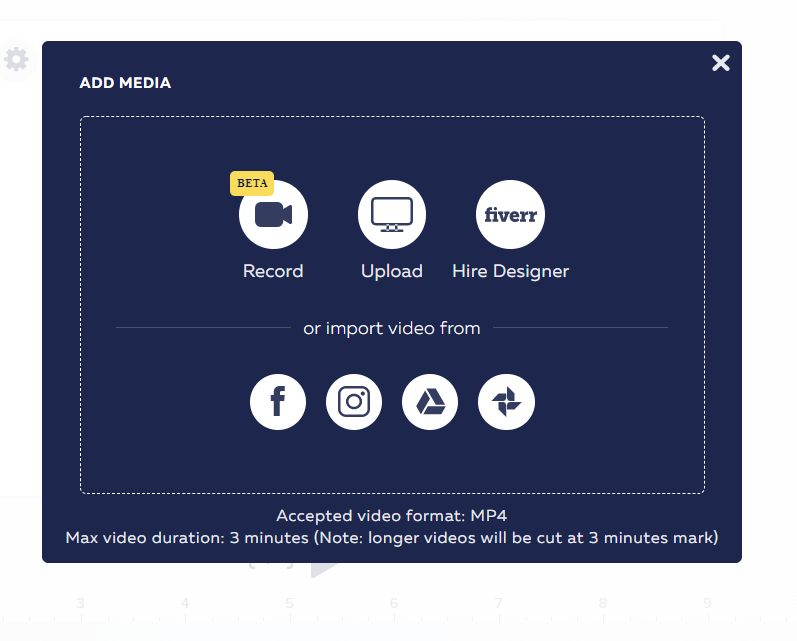 ADD MEDIA
BETA
fiverr
Record
Upload
Hire Designer
or import video from
Accepted video format: MP4
Max video duration: 3 minutes (Note: longer videos will be cut at 3 minutes mark)
3 4 5 6 7 8 9